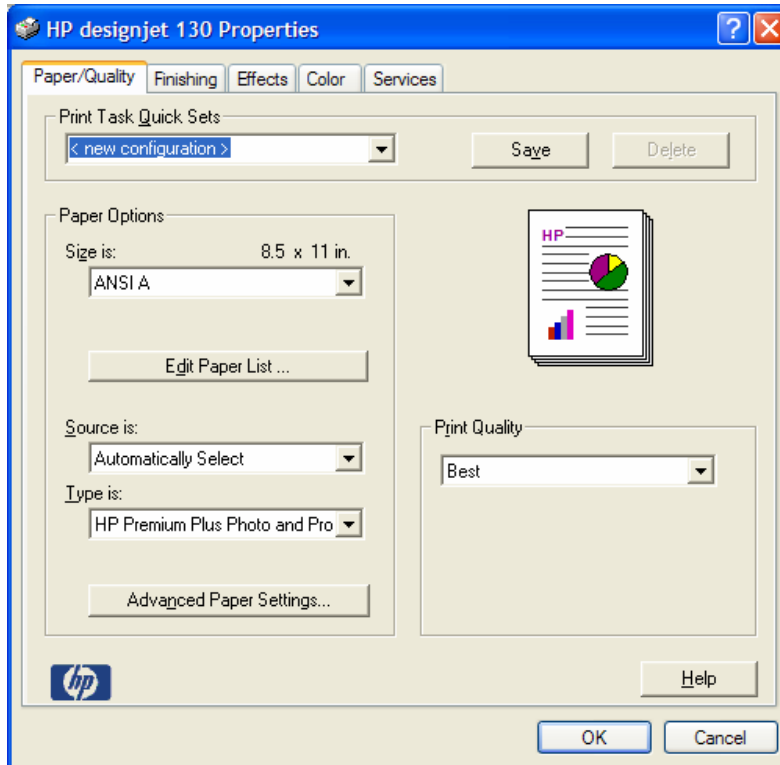 HP designjet 130 Properties
Paper/Quality Finishing Effects Color Services
Print Task Quick Sets
< new configuration > Save Delete
Paper Options
Size is: 8.5 x 11 in.
ANSI A
HP
Edit Paper List ...
Source is:
Automatically Select
Print Quality
Best
Type is:
HP Premium Plus Photo and Pro
Advanced Paper Settings...
hp
Help
OK Cancel